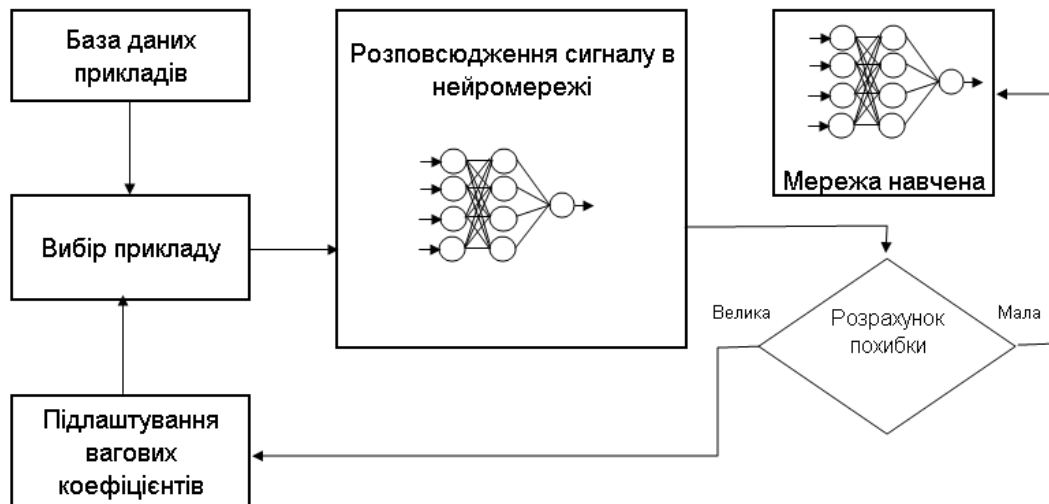 База даних
прикладів
Розповсюдження сигналу в
нейромережі
Мережа навчена
Вибір прикладу
Велика
Розрахунок
похибки
Мала
Підлаштування
вагових
коефіцієнтів